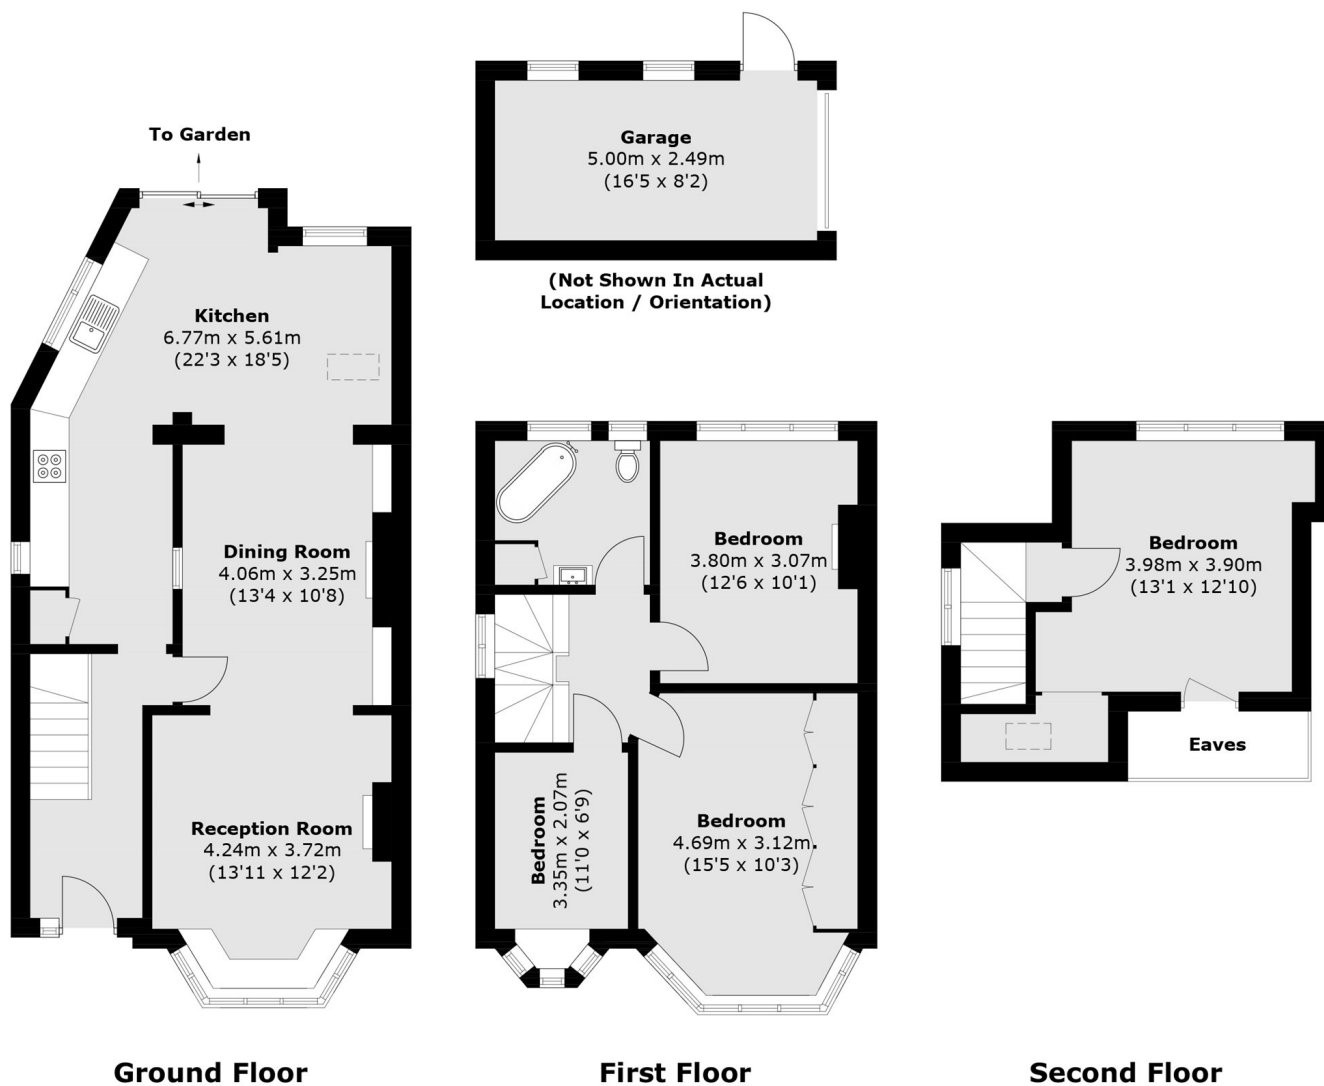 To Garden
Kitchen
6.77m x 5.61m
(22'3 x 18'5)
Dining Room
4.06m x 3.25m
(13'4 x 10'8)
Reception Room
4.24m x 3.72m
(13'11 x 12'2)
Ground Floor
Garage
5.00m x 2.49m
(16'5 x 8'2)
(Not Shown In Actual
Location / Orientation)
Bedroom
3.80m x 3.07m
(12'6 x 10'1)
Bedroom
3.35m x 2.07m
(11'0 x 6'9)
Bedroom
4.69m x 3.12m
(15'5 x 10'3)
First Floor
Bedroom
3.98m x 3.90m
(13'1 x 12'10)
Eaves
Second Floor